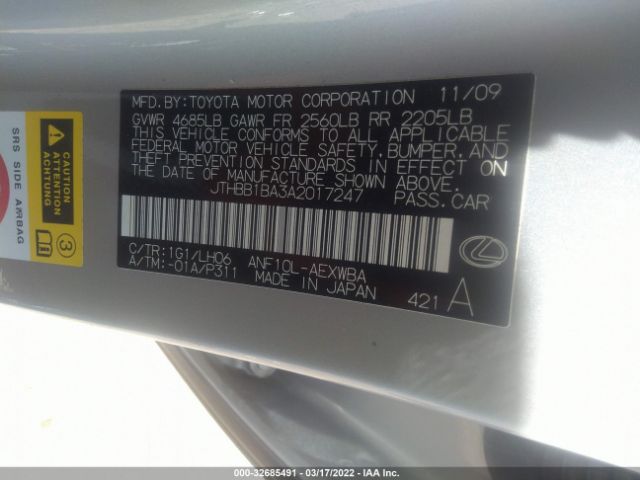 MFD.BY:TOYOTA MOTOR CORPORATION 11/09
GVWR 4685LB GAWR FR 2560LB RR 2205LB
THIS VEHICLE CONFORMS TO ALL APPLICABLE
FEDERAL MOTOR VEHICLE SAFETY,BUMPER,AND
THEFT PREVENTION STANDARDS IN EFFECT ON
THE DATE OF MANUFACTURE SHOWN ABOVE.
JTHBB1BA3A2017247 PASS.CAR
C/TR:1G1/LH06 ANF10L-AEXWBA
A/TM:-01A/P311 MADE IN JAPAN
421 A
SRS SIDE AIRBAG
CAUTION
ATTENTION
3
000-32685491 - 03/17/2022 - IAA Inc.